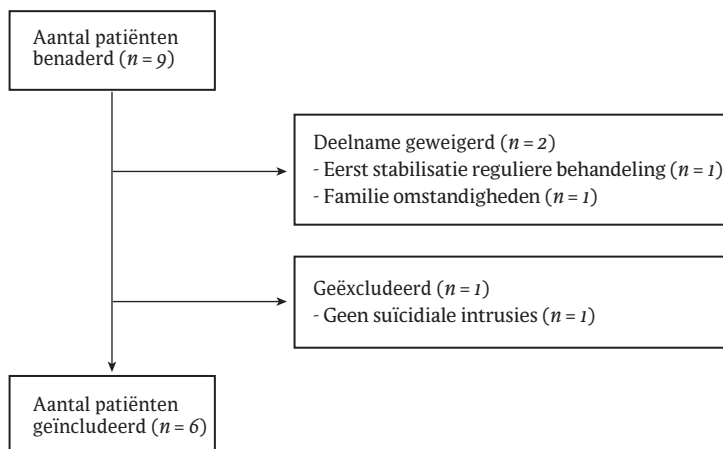 Aantal patiënten
benaderd (n = 9)
Deelname geweigerd (n = 2)
- Eerst stabilisatie reguliere behandeling (n = 1)
- Familie omstandigheden (n = 1)
Geëxcludeerd (n = 1)
- Geen suïcidiale intrusies (n = 1)
Aantal patiënten
geïncludeerd (n = 6)